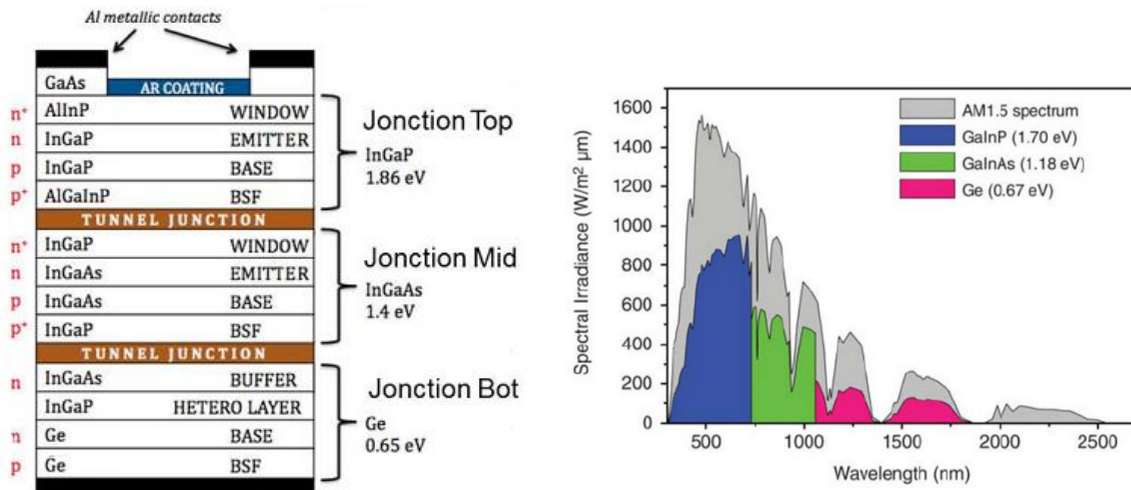 Al metallic contacts
GaAs
AR COATING
n⁺ AlInP WINDOW
n InGaP EMITTER
p InGaP BASE
p⁺ AlGaInP BSF
Jonction Top
InGaP
1.86 eV
TUNNEL JUNCTION
n⁺ InGaP WINDOW
n InGaAs EMITTER
p InGaAs BASE
p⁺ InGaP BSF
Jonction Mid
InGaAs
1.4 eV
TUNNEL JUNCTION
n InGaAs BUFFER
InGaP HETERO LAYER
n Ge BASE
p Ge BSF
Jonction Bot
Ge
0.65 eV
Spectral Irradiance (W/m² µm)
1600
1400
1200
1000
800
600
400
200
0
AM1.5 spectrum
GaInP (1.70 eV)
GaInAs (1.18 eV)
Ge (0.67 eV)
500 1000 1500 2000 2500
Wavelength (nm)